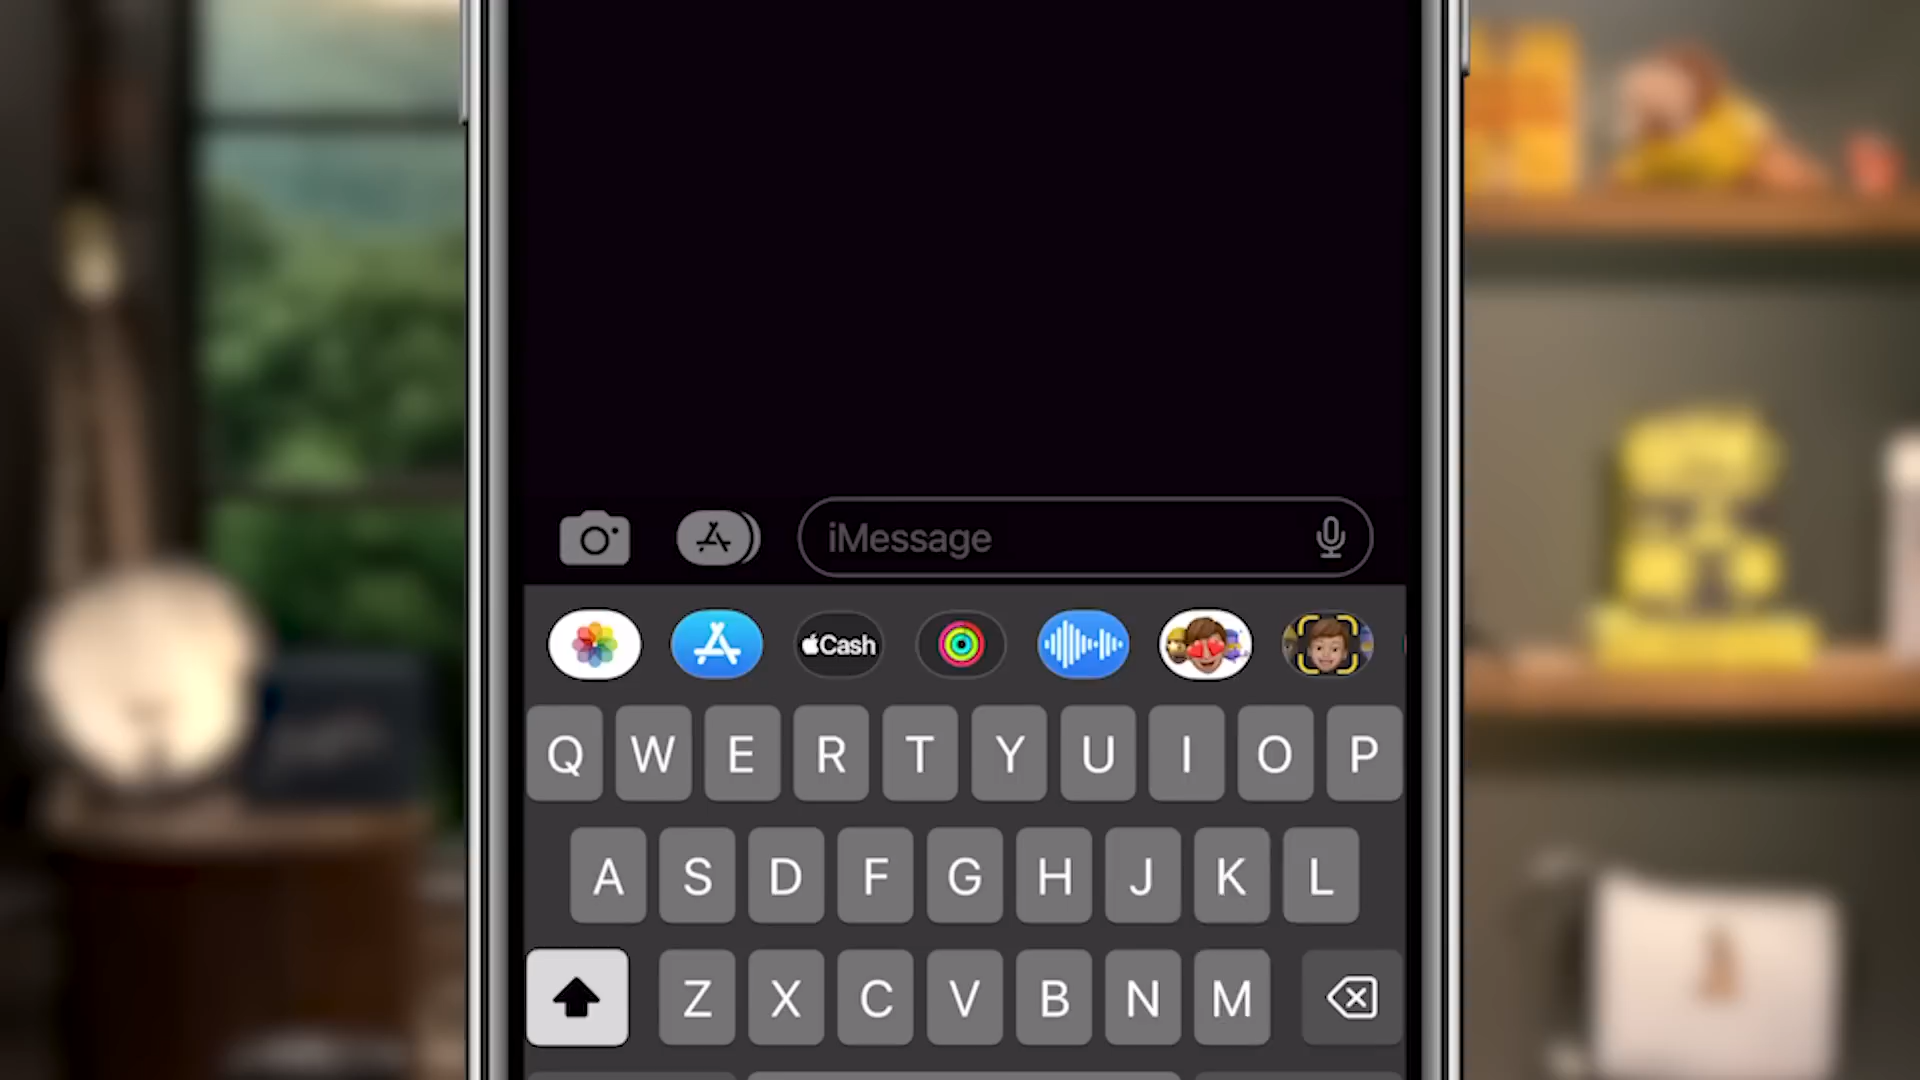 iMessage
Cash
Q W E R T Y U I O P
A S D F G H J K L
Z X C V B N M